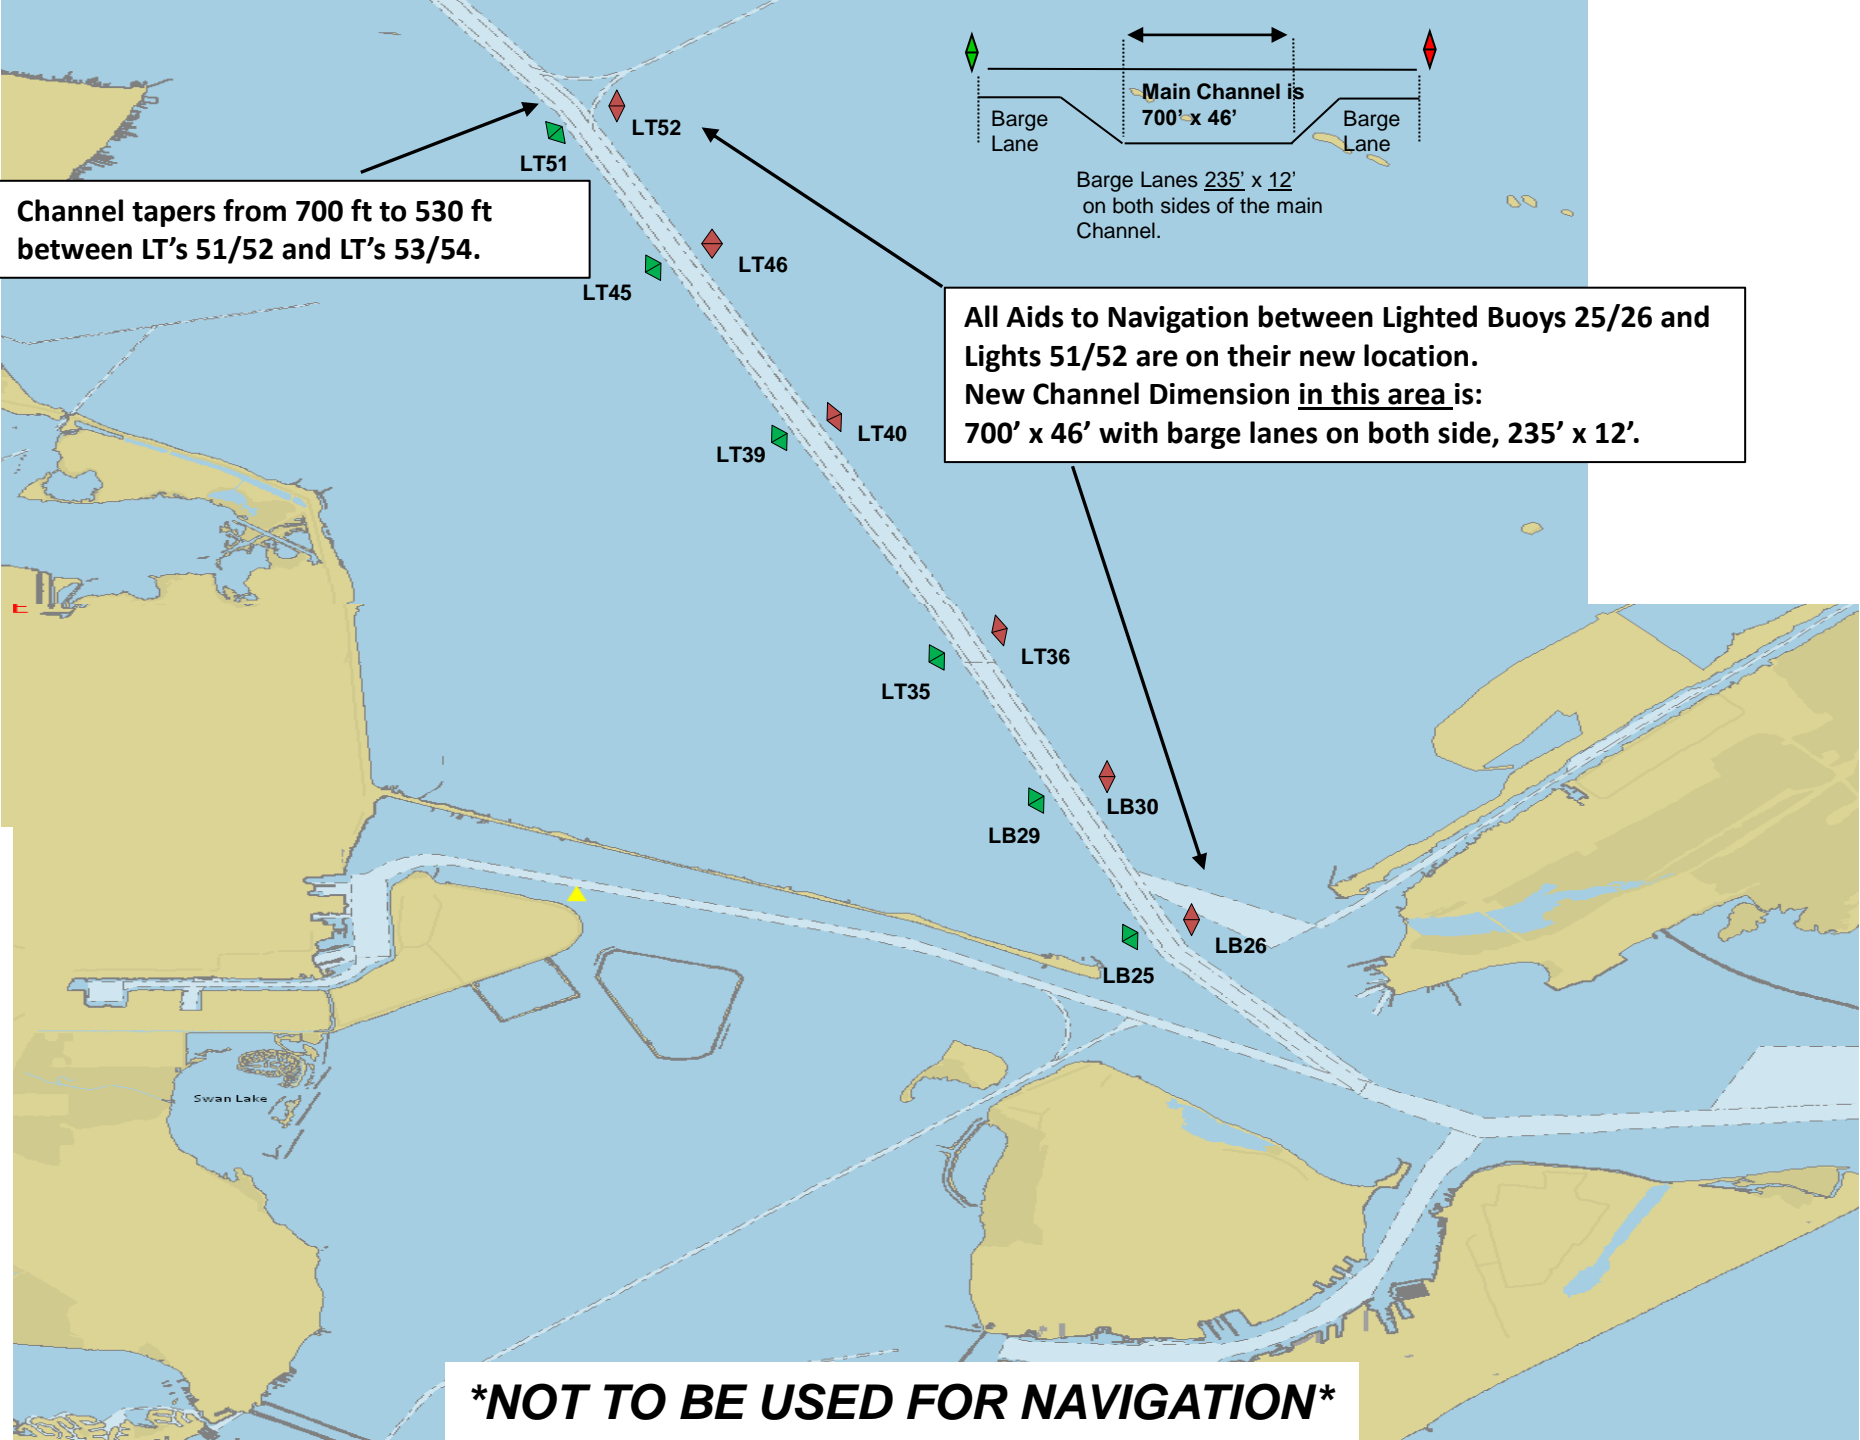 Main Channel is
700' x 46'
Barge
Lane
Barge
Lane
Barge Lanes 235' x 12'
on both sides of the main
Channel.
LT52
LT51
Channel tapers from 700 ft to 530 ft
between LT's 51/52 and LT's 53/54.
LT46
LT45
All Aids to Navigation between Lighted Buoys 25/26 and
Lights 51/52 are on their new location.
New Channel Dimension in this area is:
700' x 46' with barge lanes on both side, 235' x 12'.
LT40
LT39
LT36
LT35
LB30
LB29
LB26
LB25
Swan Lake
*NOT TO BE USED FOR NAVIGATION*